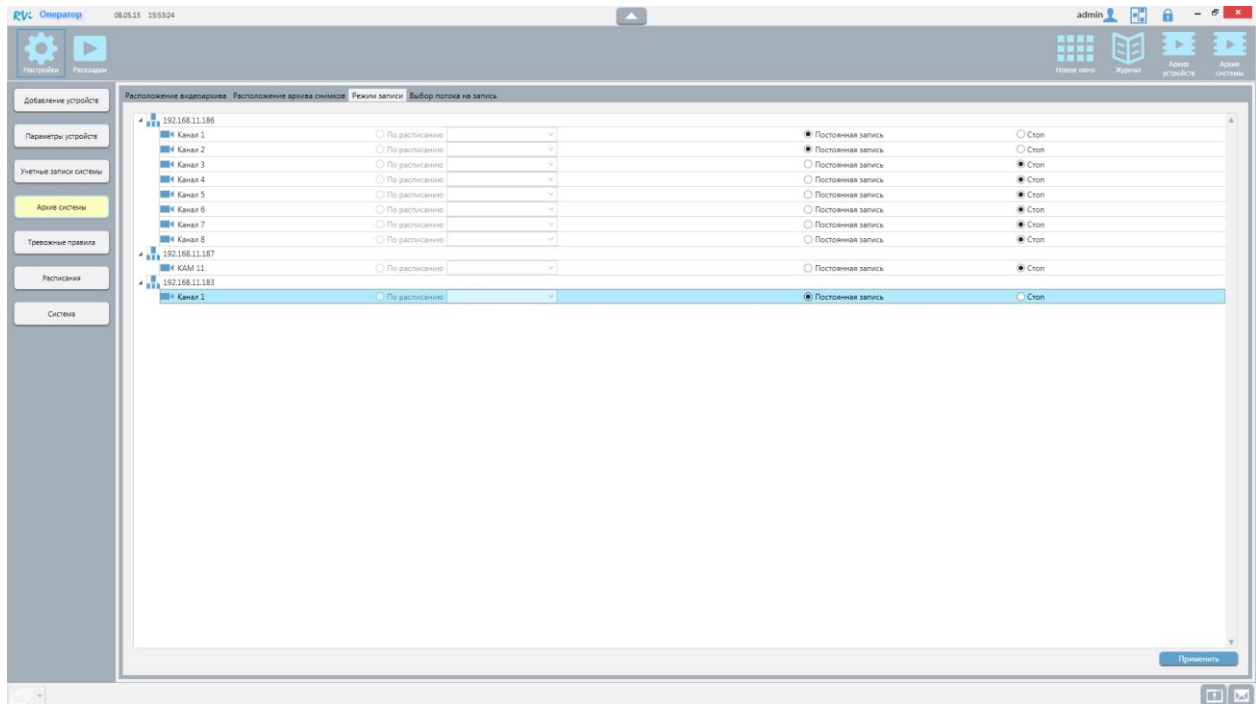 RVi Оператор 08.05.15 15:53:24 admin
Настройки Раскладки Новое окно Журнал Архив устройств Архив системы
Добавление устройств
Параметры устройств
Учетные записи системы
Архив системы
Тревожные правила
Расписания
Система
Расположение видеоархива Расположение архива снимков Режим записи Выбор потока на запись
192.168.11.186
Канал 1 По расписанию Постоянная запись Стоп
Канал 2 По расписанию Постоянная запись Стоп
Канал 3 По расписанию Постоянная запись Стоп
Канал 4 По расписанию Постоянная запись Стоп
Канал 5 По расписанию Постоянная запись Стоп
Канал 6 По расписанию Постоянная запись Стоп
Канал 7 По расписанию Постоянная запись Стоп
Канал 8 По расписанию Постоянная запись Стоп
192.168.11.187
КАМ 11 По расписанию Постоянная запись Стоп
192.168.11.183
Канал 1 По расписанию Постоянная запись Стоп
Применить